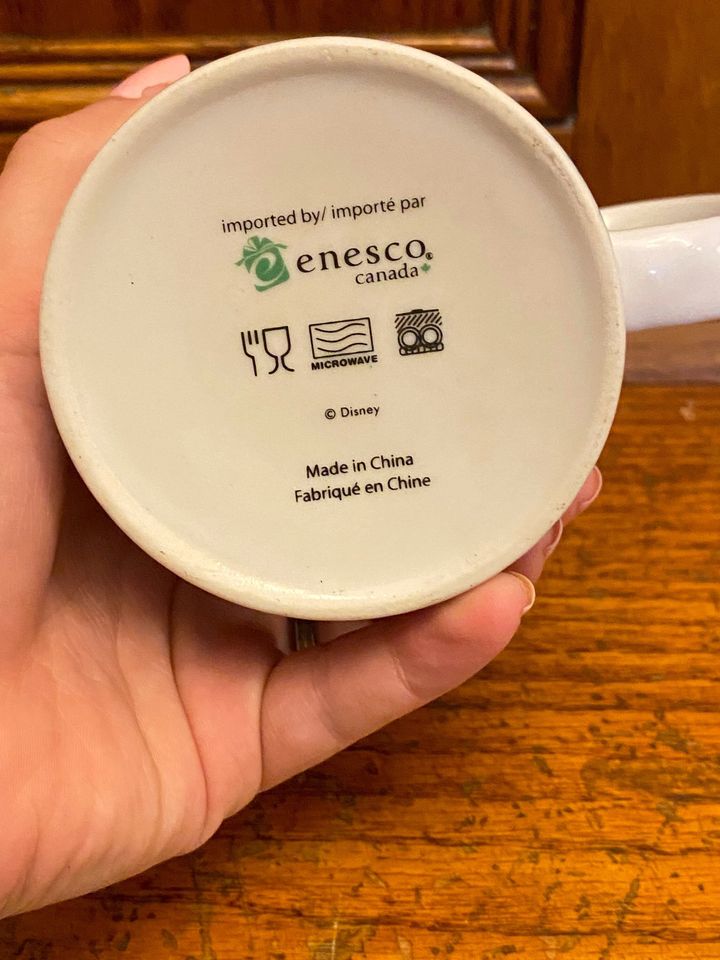 imported by/ importé par
enesco®
canada
MICROWAVE
© Disney
Made in China
Fabriqué en Chine